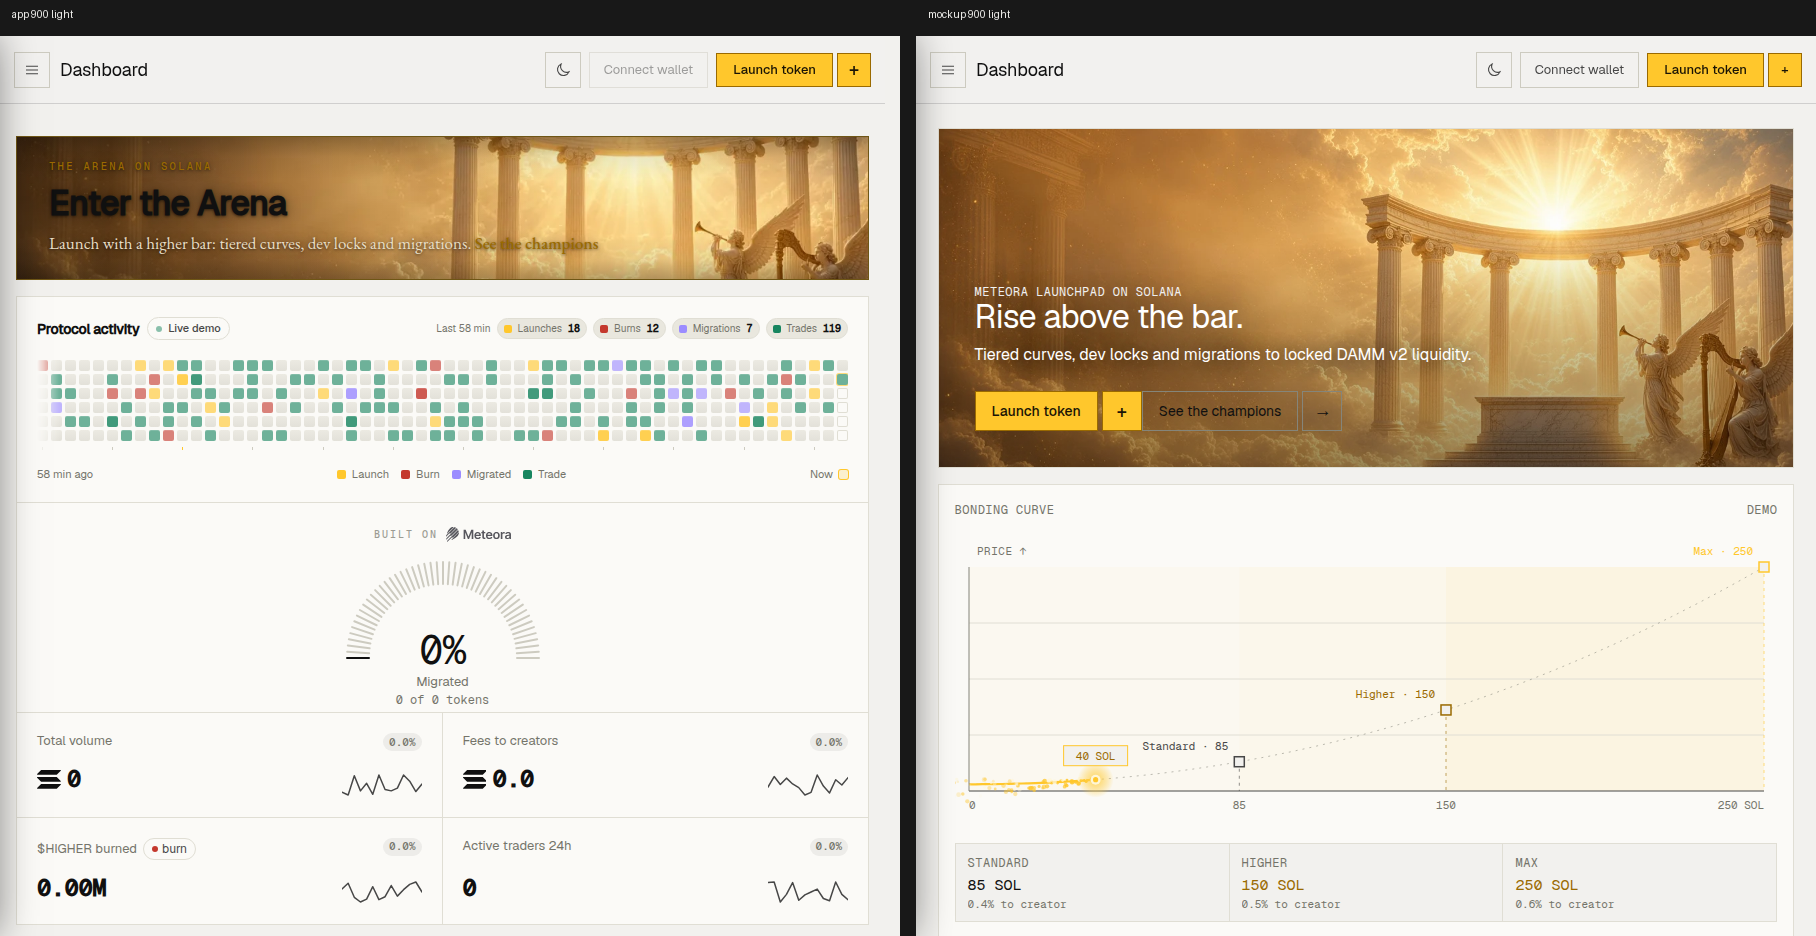 app900 light
Dashboard
Connect wallet
Launch token
+
THE ARENA ON SOLANA
Enter the Arena
Launch with a higher bar: tiered curves, dev locks and migrations. See the champions
Protocol activity
Live demo
Last 58 min
Launches 18
Burns 12
Migrations 7
Trades 119
58 min ago
Launch
Burn
Migrated
Trade
Now
BUILT ON Meteora
0%
Migrated
0 of 0 tokens
Total volume
0.0%
0
Fees to creators
0.0%
0.0
$HIGHER burned
burn
0.0%
0.00M
Active traders 24h
0.0%
0
mockup900 light
Dashboard
Connect wallet
Launch token
+
METEORA LAUNCHPAD ON SOLANA
Rise above the bar.
Tiered curves, dev locks and migrations to locked DAMM v2 liquidity.
Launch token
+
See the champions
→
BONDING CURVE
DEMO
PRICE ↑
Max · 250
Higher · 150
Standard · 85
40 SOL
0
85
150
250 SOL
STANDARD
85 SOL
0.4% to creator
HIGHER
150 SOL
0.5% to creator
MAX
250 SOL
0.6% to creator